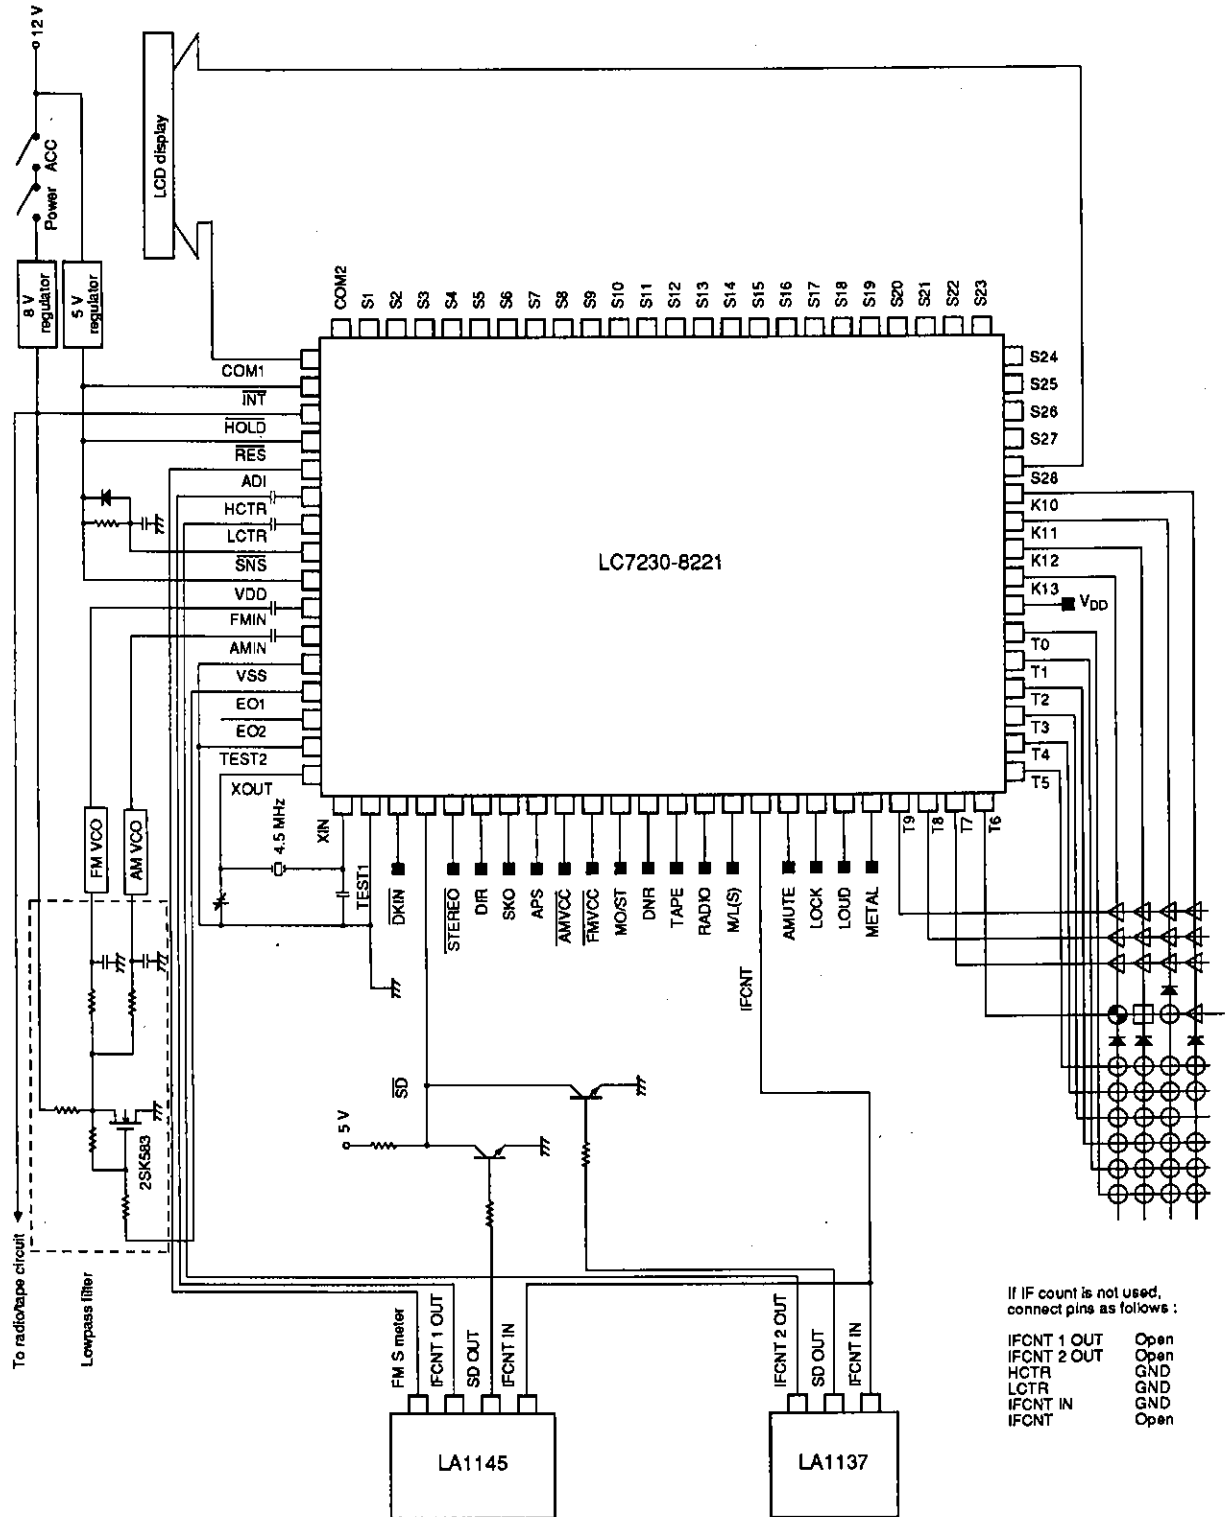 12 V
ACC
Power
8 V
regulator
5 V
regulator
LCD display
COM2
S1
S2
S3
S4
S5
S6
S7
S8
S9
S10
S11
S12
S13
S14
S15
S16
S17
S18
S19
S20
S21
S22
S23
COM1
INT
HOLD
RES
ADI
HCTR
LCTR
SNS
VDD
FMIN
AMIN
VSS
EO1
EO2
TEST2
XOUT
LC7230-8221
S24
S25
S26
S27
S28
K10
K11
K12
K13
VDD
T0
T1
T2
T3
T4
T5
XIN
TEST1
DKIN
STEREO
DIR
SKO
APS
AMVCC
FMVCC
MO/ST
DNR
TAPE
RADIO
M/L(S)
IFCNT
AMUTE
LOCK
LOUD
METAL
T9
T8
T7
T6
4.5 MHz
FM VCO
AM VCO
2SK583
SD
5 V
To radio/tape circuit
Lowpass filter
FM S meter
IFCNT 1 OUT
SD OUT
IFCNT IN
LA1145
IFCNT 2 OUT
SD OUT
IFCNT IN
LA1137
If IF count is not used,
connect pins as follows :
IFCNT 1 OUT Open
IFCNT 2 OUT Open
HCTR GND
LCTR GND
IFCNT IN GND
IFCNT Open